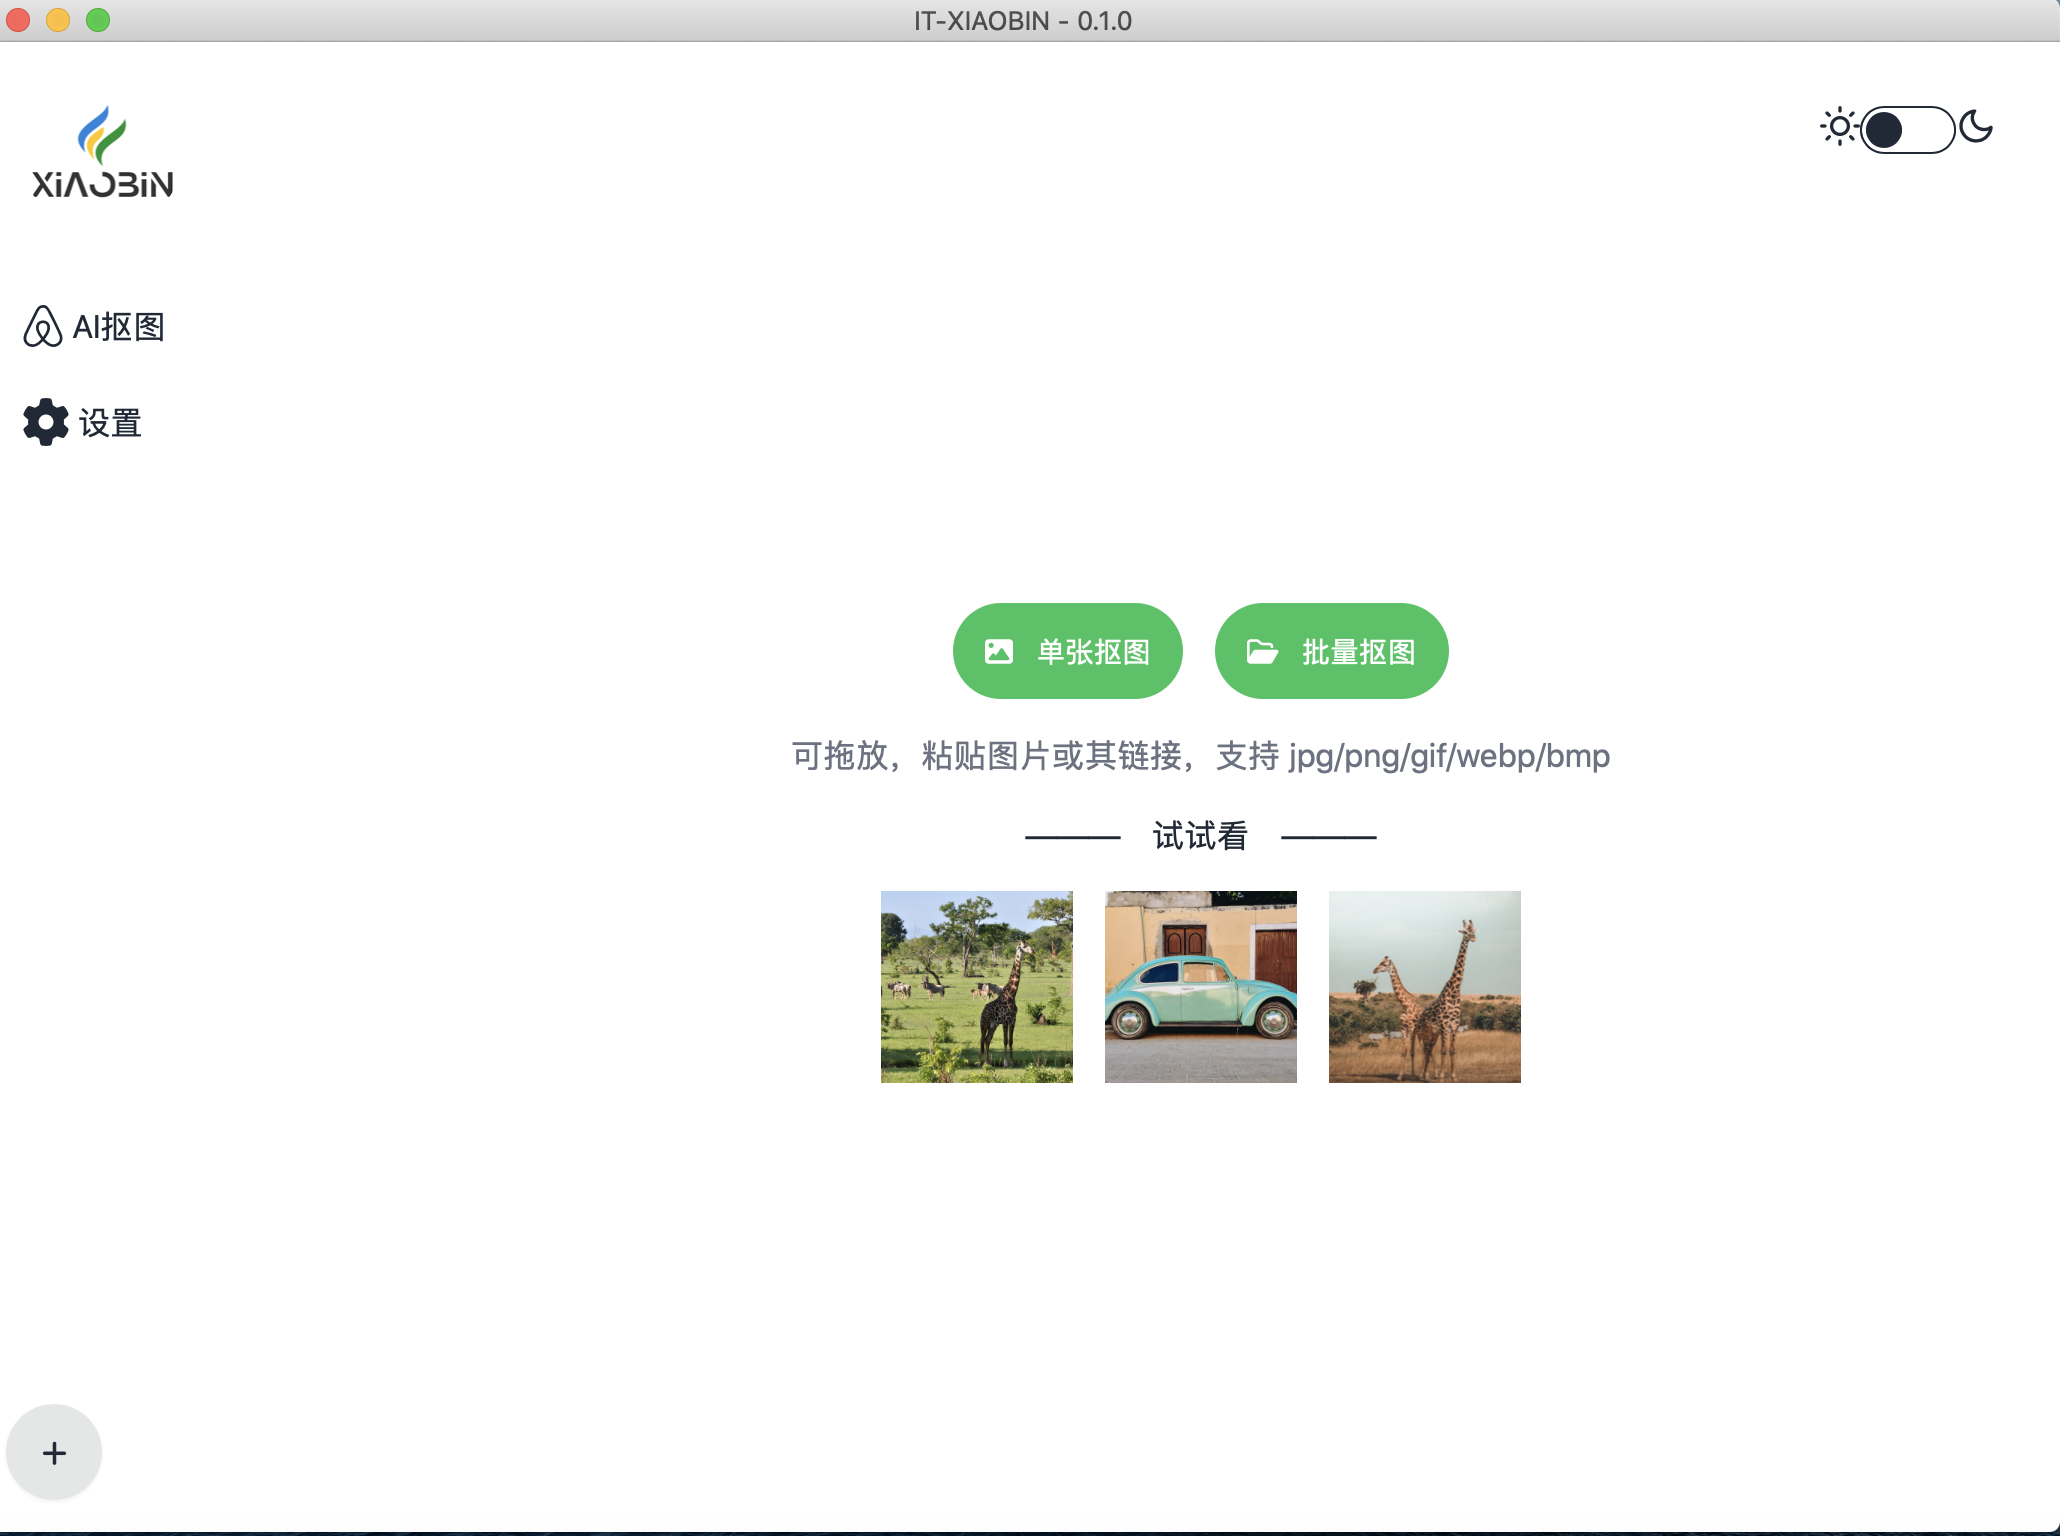 IT-XIAOBIN - 0.1.0
XiAOBiN
AI抠图
设置
单张抠图
批量抠图
可拖放，粘贴图片或其链接，支持 jpg/png/gif/webp/bmp
试试看